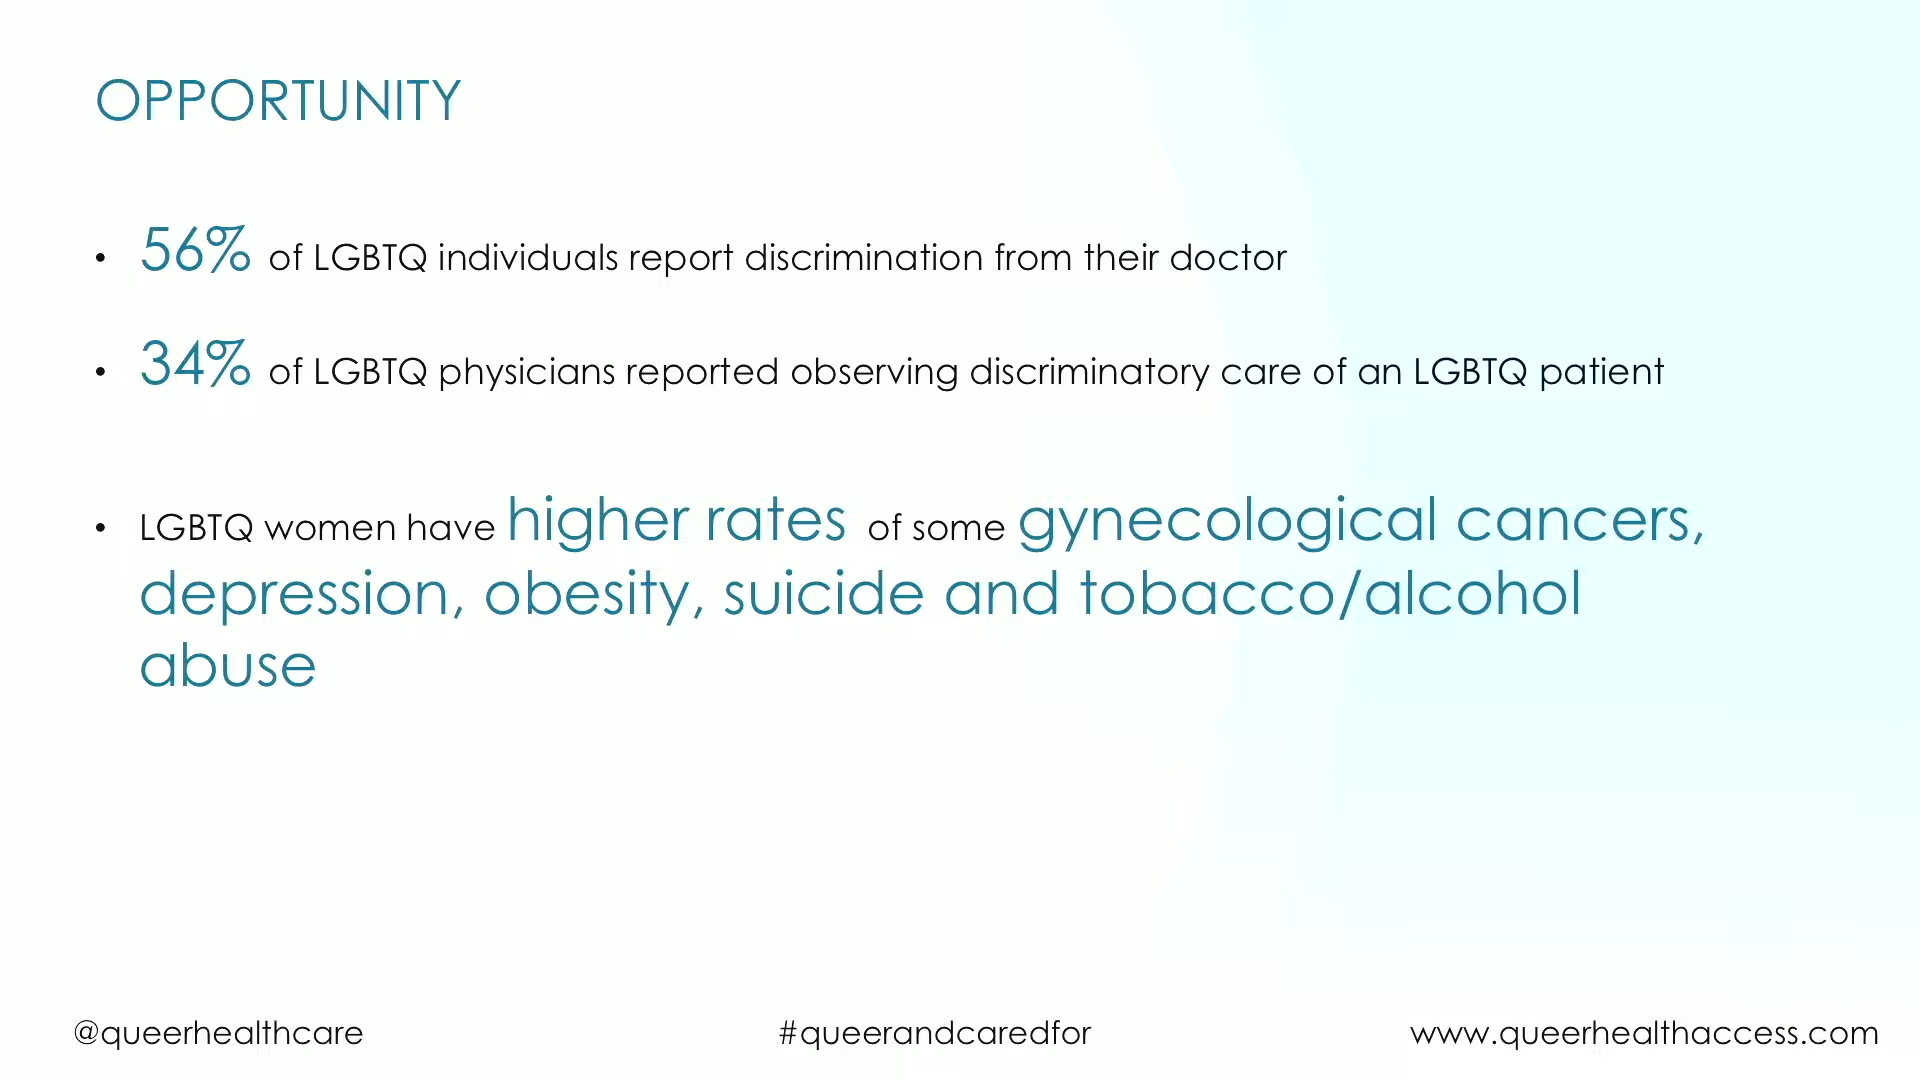 OPPORTUNITY
• 56% of LGBTQ individuals report discrimination from their doctor
• 34% of LGBTQ physicians reported observing discriminatory care of an LGBTQ patient
• LGBTQ women have higher rates of some gynecological cancers,
depression, obesity, suicide and tobacco/alcohol
abuse
@queerhealthcare
#queerandcaredfor
www.queerhealthaccess.com